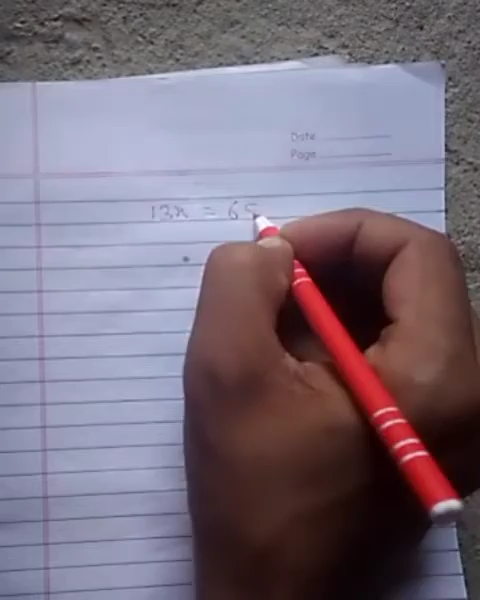 Date
Page
13x = 65